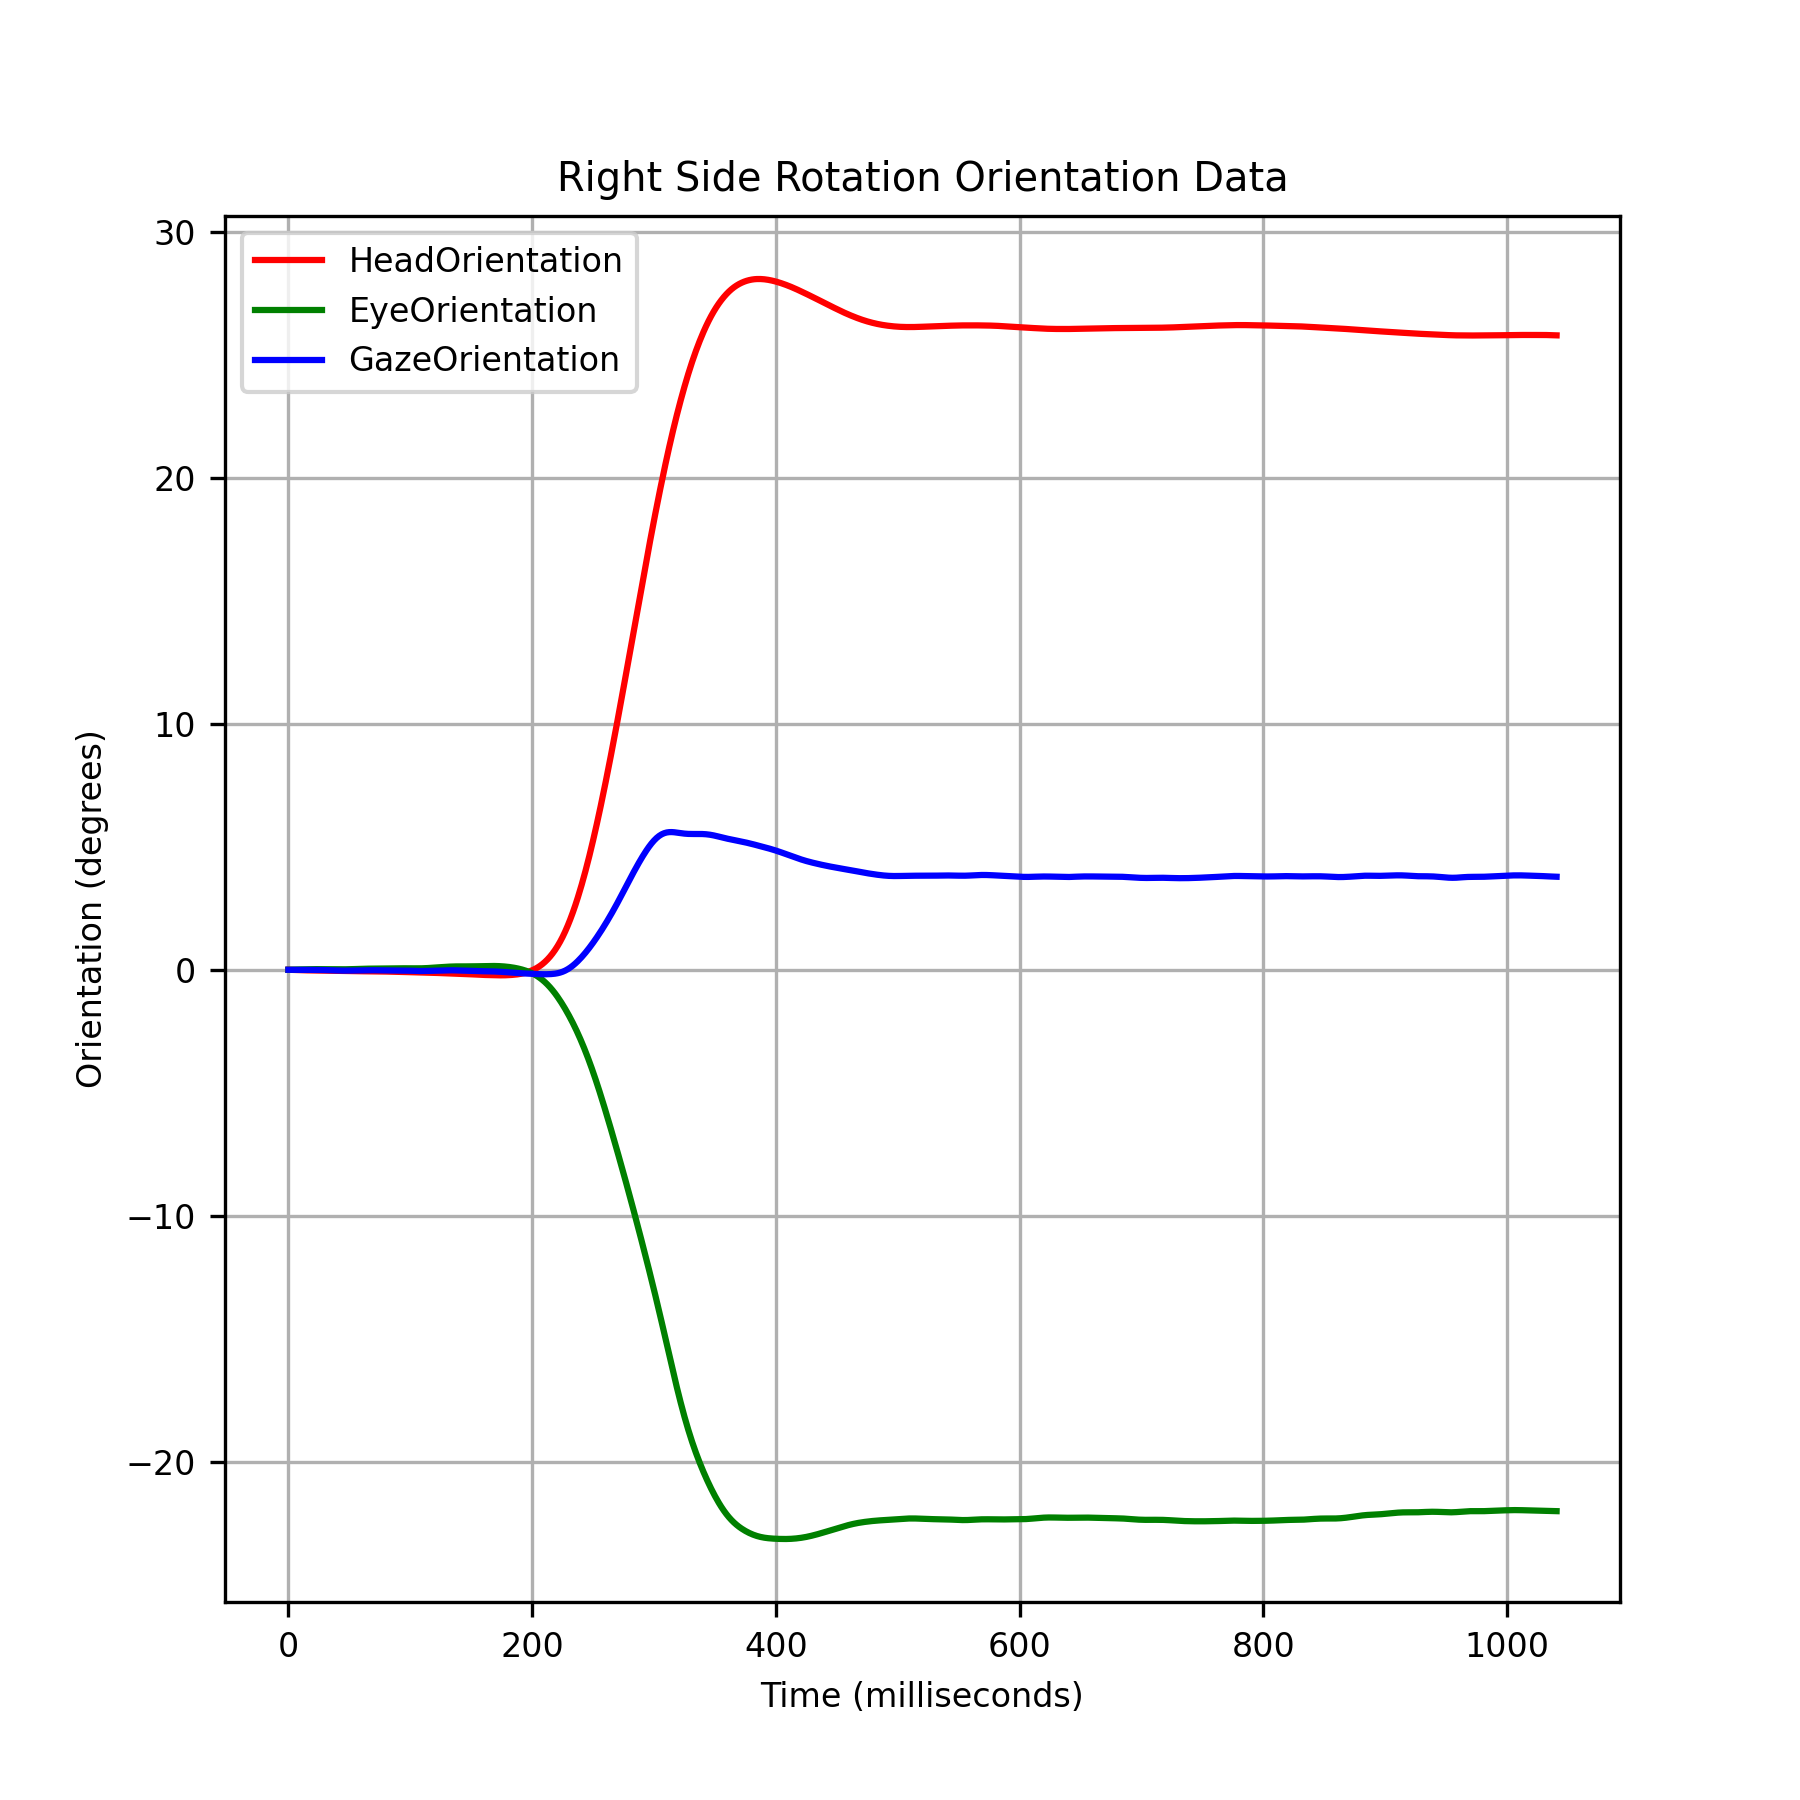 Right Side Rotation Orientation Data
HeadOrientation
EyeOrientation
GazeOrientation
30
20
10
0
−10
−20
Orientation (degrees)
0 200 400 600 800 1000
Time (milliseconds)